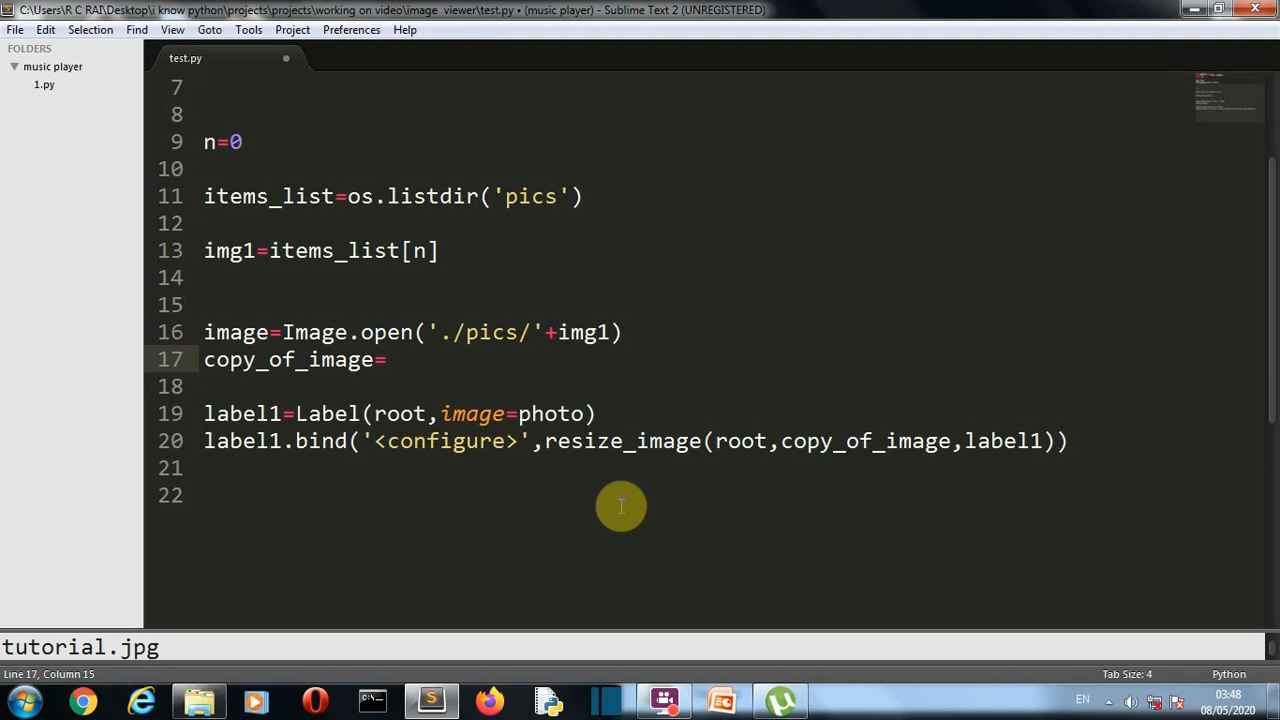 C:\Users\R C RAI\Desktop\i know python\projects\projects\working on video\image_viewer\test.py • (music player) - Sublime Text 2 (UNREGISTERED)
File Edit Selection Find View Goto Tools Project Preferences Help
FOLDERS
music player
1.py
test.py
7
8
9 n=0
10
11 items_list=os.listdir('pics')
12
13 img1=items_list[n]
14
15
16 image=Image.open('./pics/'+img1)
17 copy_of_image=
18
19 label1=Label(root,image=photo)
20 label1.bind('<configure>',resize_image(root,copy_of_image,label1))
21
22
tutorial.jpg
Line 17, Column 15
Tab Size: 4
Python
EN
03:48
08/05/2020